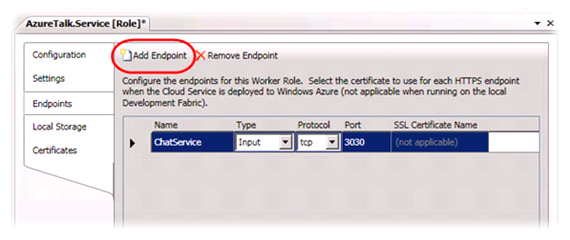 AzureTalk.Service [Role]*
Configuration
Settings
Endpoints
Local Storage
Certificates
Add Endpoint Remove Endpoint
Configure the endpoints for this Worker Role. Select the certificate to use for each HTTPS endpoint
when the Cloud Service is deployed to Windows Azure (not applicable when running on the local
Development Fabric).
Name Type Protocol Port SSL Certificate Name
ChatService Input tcp 3030 (not applicable)